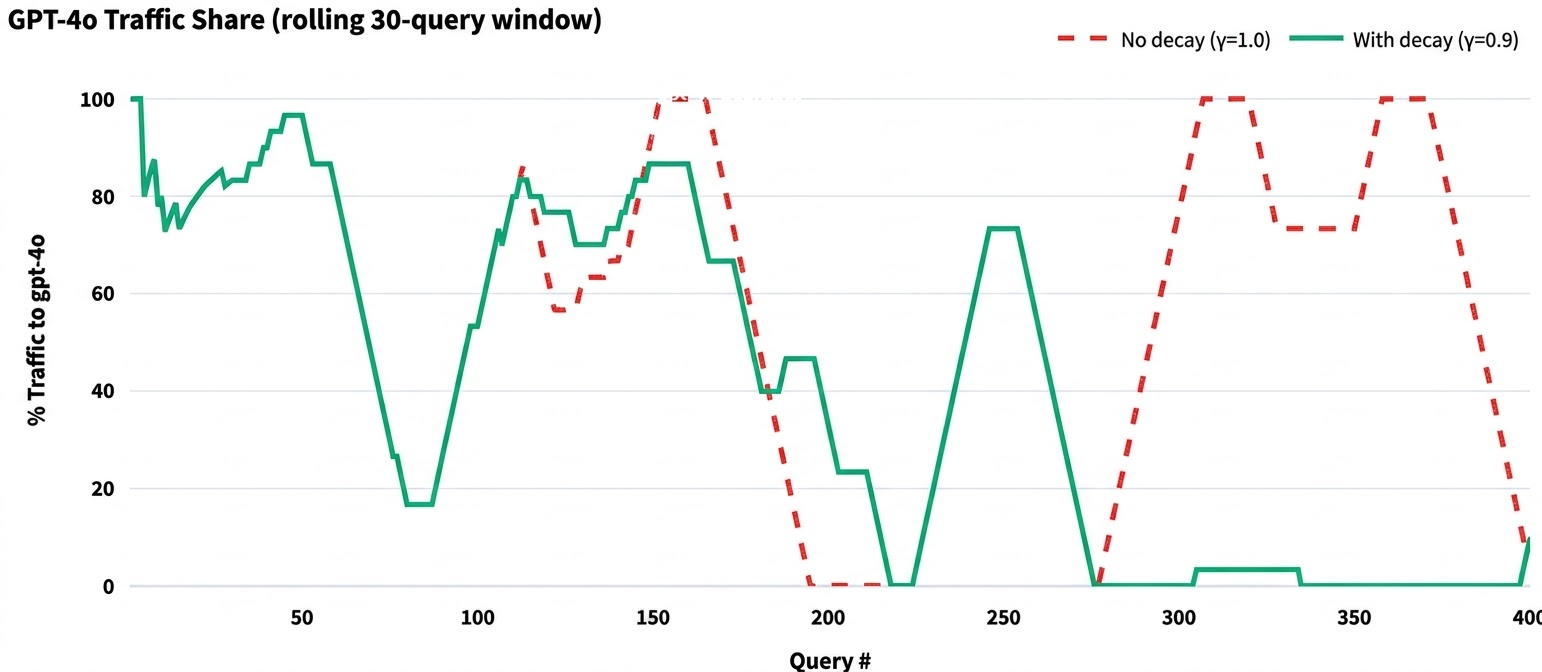 GPT-4o Traffic Share (rolling 30-query window)
No decay (γ=1.0)
With decay (γ=0.9)
% Traffic to gpt-4o
100
80
60
40
20
0
50
100
150
200
250
300
350
400
Query #